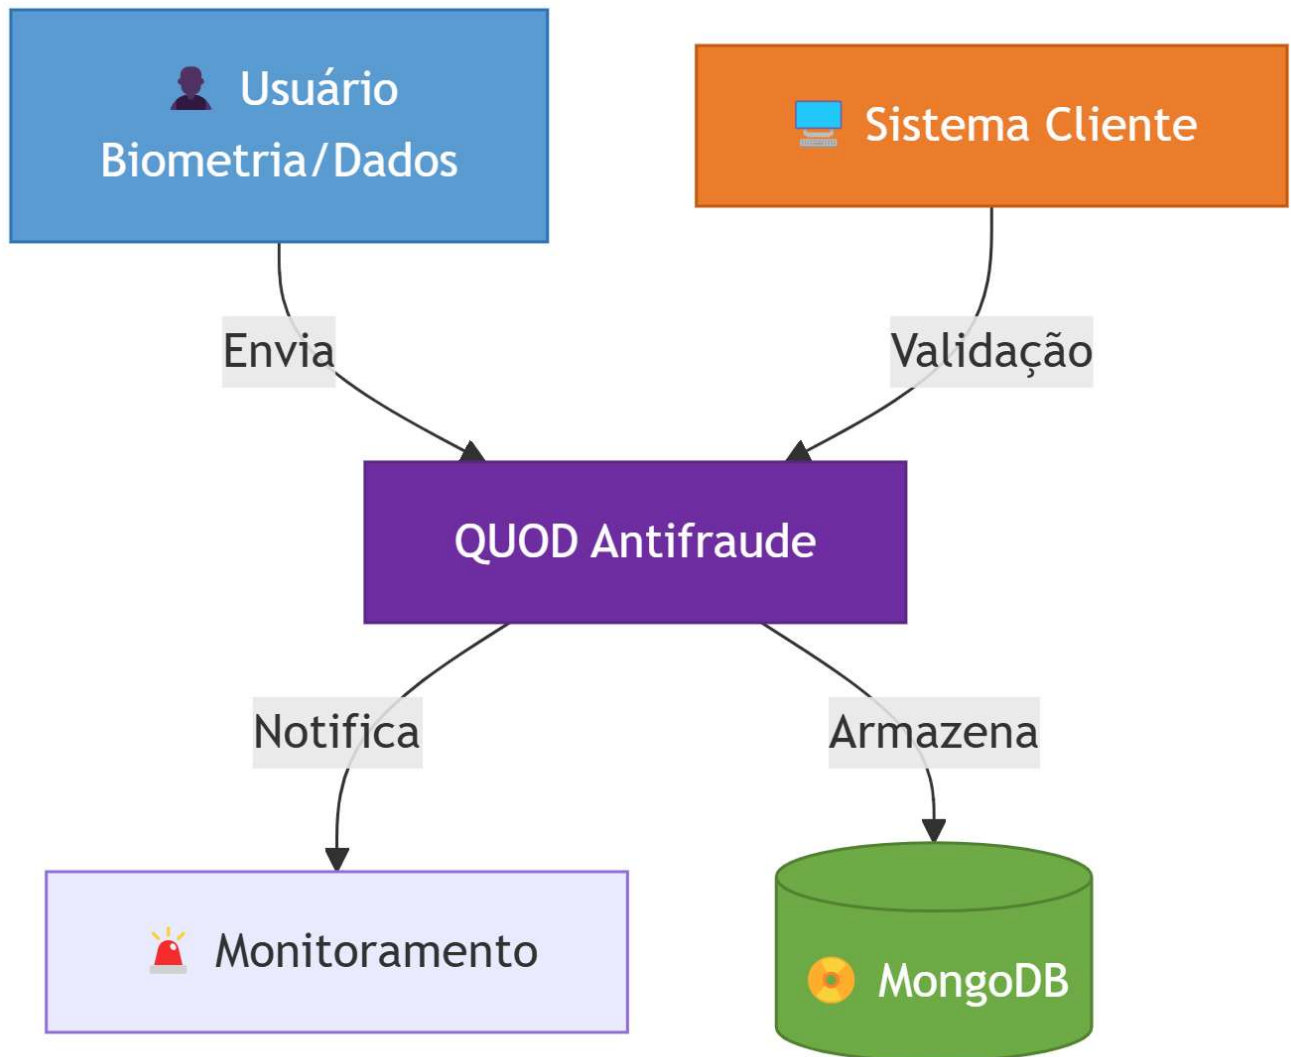 Usuário
Biometria/Dados
Sistema Cliente
Envia
Validação
QUOD Antifraude
Notifica
Armazena
Monitoramento
MongoDB